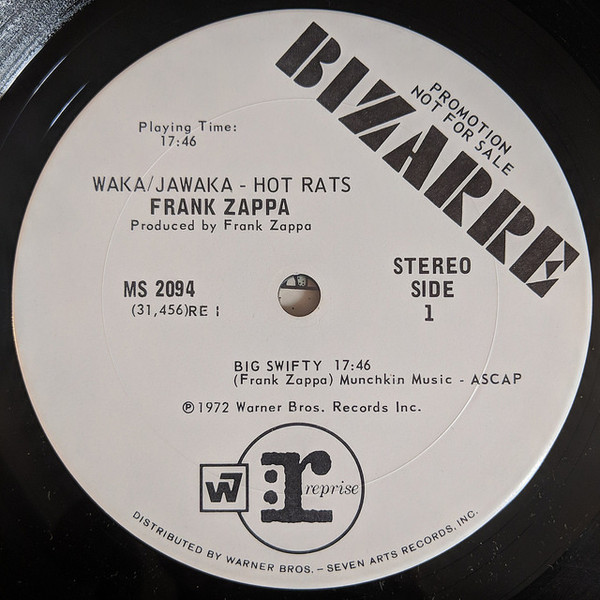 BIZARRE
PROMOTION
NOT FOR SALE
Playing Time:
17:46
WAKA/JAWAKA - HOT RATS
FRANK ZAPPA
Produced by Frank Zappa
MS 2094
(31,456)RE 1
STEREO
SIDE
1
BIG SWIFTY 17:46
(Frank Zappa) Munchkin Music - ASCAP
℗ 1972 Warner Bros. Records Inc.
W7
:r reprise
DISTRIBUTED BY WARNER BROS. – SEVEN ARTS RECORDS, INC.